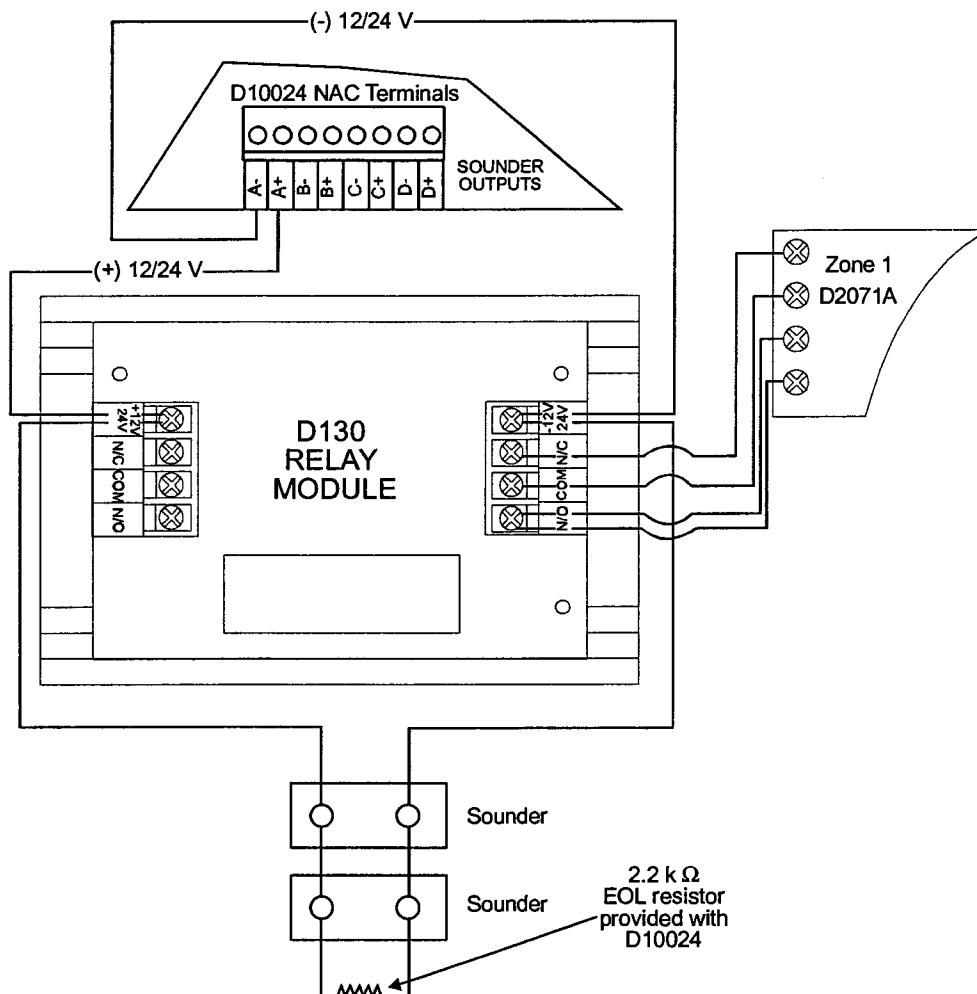 (-) 12/24 V
D10024 NAC Terminals
A-
A+
B-
B+
C-
C+
D-
D+
SOUNDER
OUTPUTS
(+) 12/24 V
Zone 1
D2071A
+12V
24V
N/C
COM
N/O
D130
RELAY
MODULE
-12V
24V
N/C
COM
N/O
Sounder
Sounder
2.2 k Ω
EOL resistor
provided with
D10024